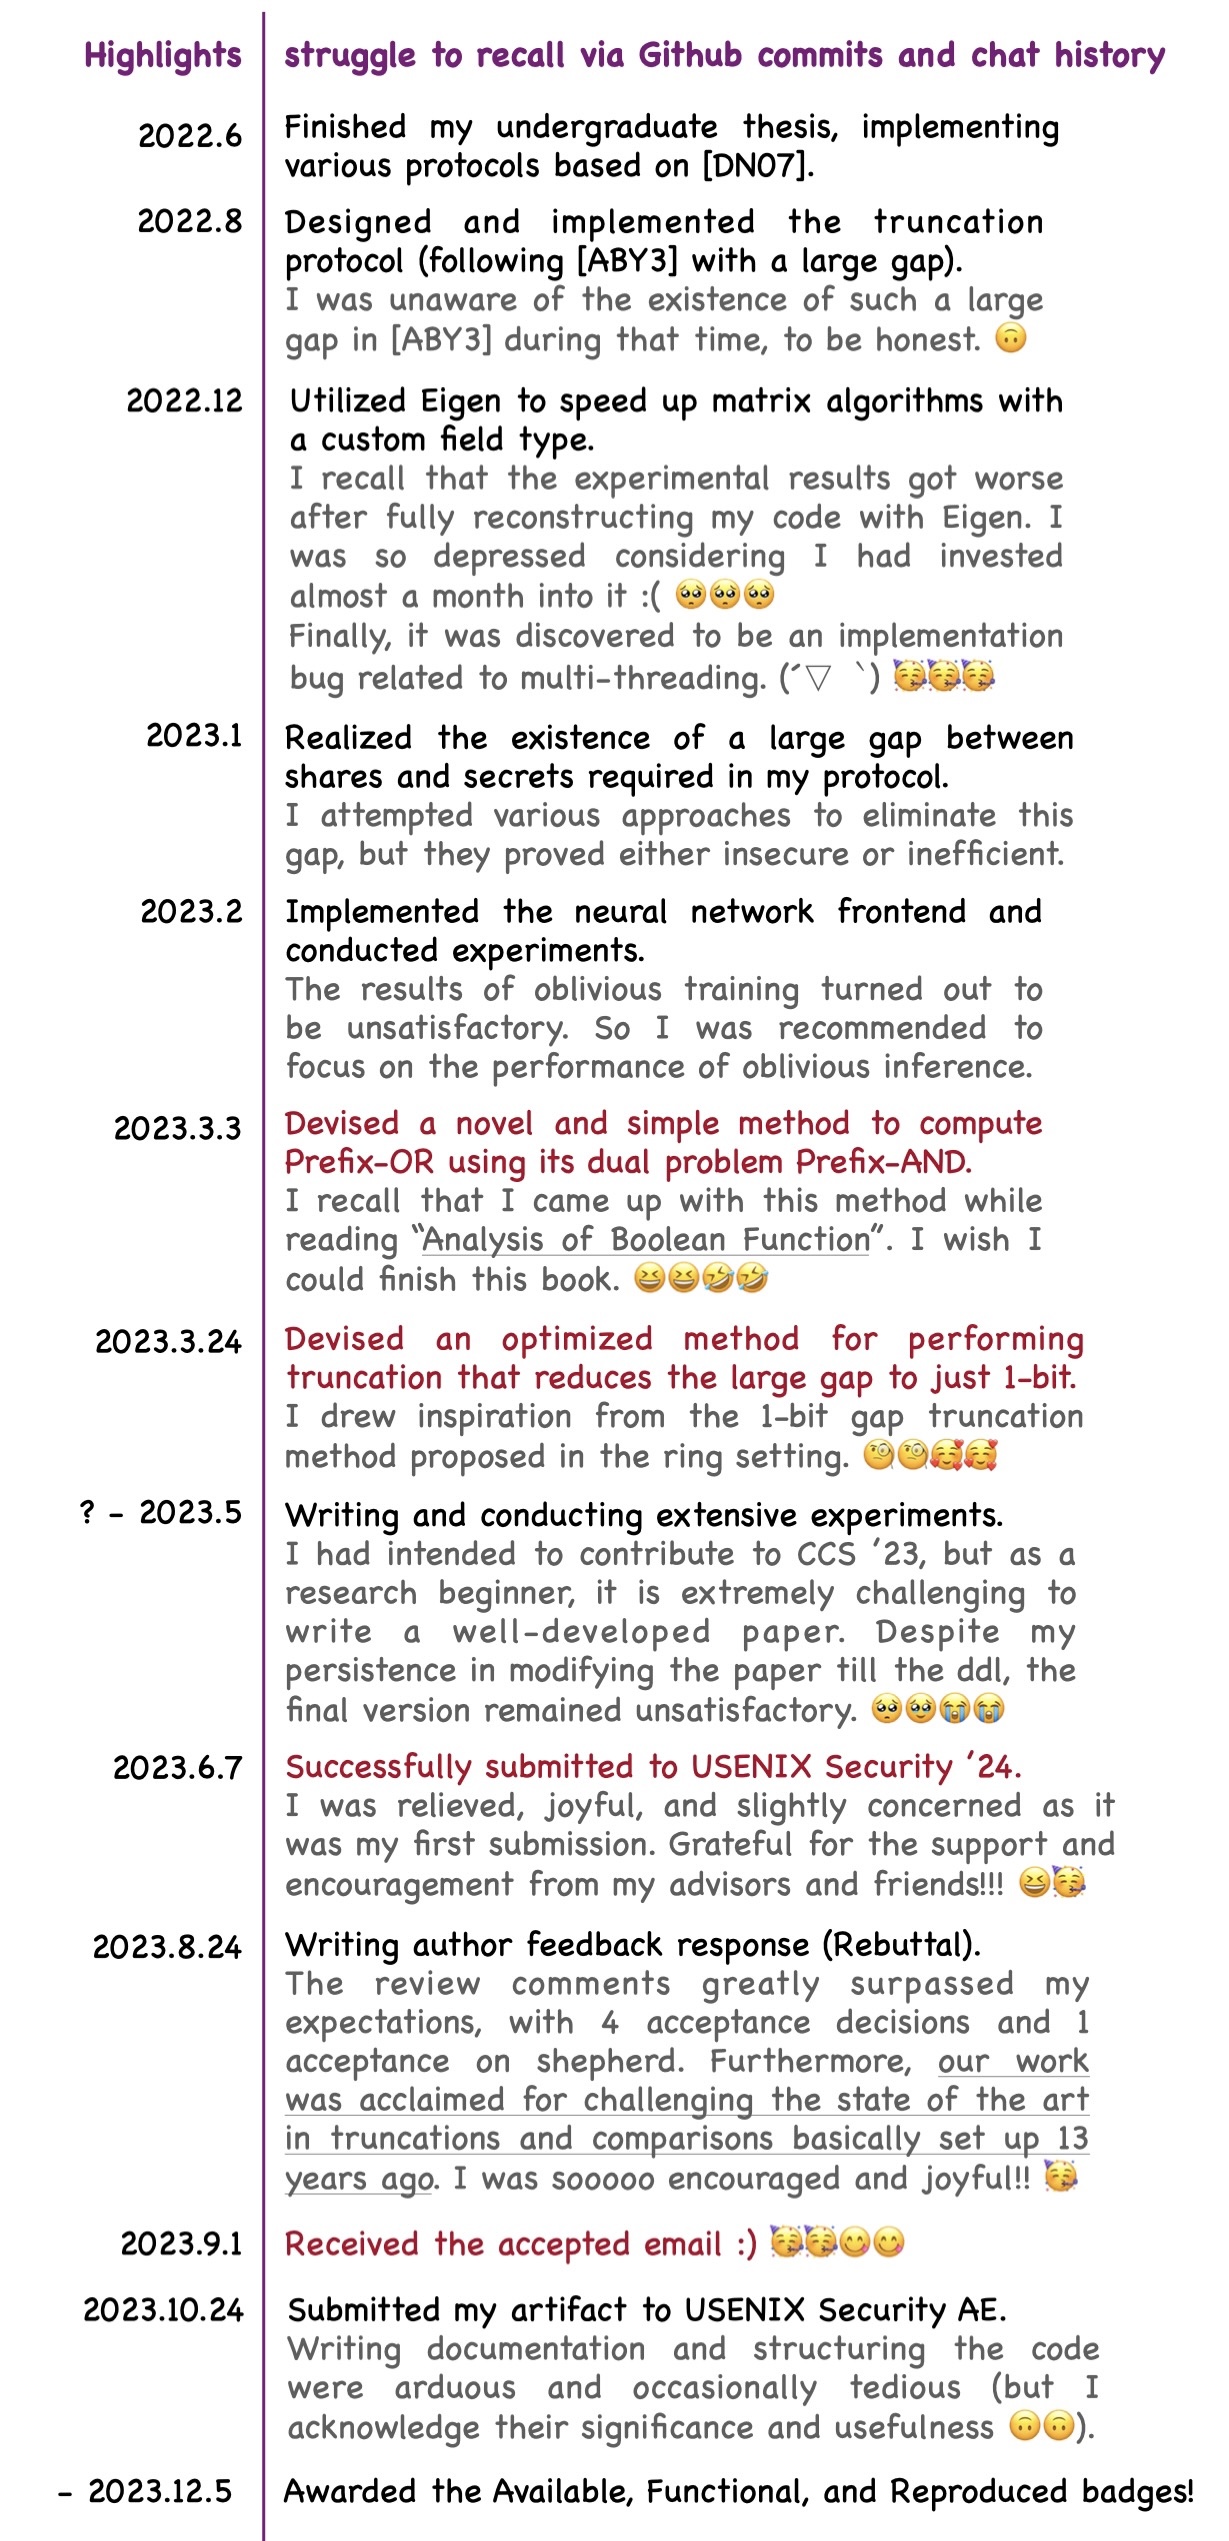 Highlights
struggle to recall via Github commits and chat history
2022.6
Finished my undergraduate thesis, implementing
various protocols based on [DN07].
2022.8
Designed and implemented the truncation
protocol (following [ABY3] with a large gap).
I was unaware of the existence of such a large
gap in [ABY3] during that time, to be honest. 🙃
2022.12
Utilized Eigen to speed up matrix algorithms with
a custom field type.
I recall that the experimental results got worse
after fully reconstructing my code with Eigen. I
was so depressed considering I had invested
almost a month into it :( 🥺🥺🥺
Finally, it was discovered to be an implementation
bug related to multi-threading. (´▽｀) 🥳🥳🥳
2023.1
Realized the existence of a large gap between
shares and secrets required in my protocol.
I attempted various approaches to eliminate this
gap, but they proved either insecure or inefficient.
2023.2
Implemented the neural network frontend and
conducted experiments.
The results of oblivious training turned out to
be unsatisfactory. So I was recommended to
focus on the performance of oblivious inference.
2023.3.3
Devised a novel and simple method to compute
Prefix-OR using its dual problem Prefix-AND.
I recall that I came up with this method while
reading “Analysis of Boolean Function”. I wish I
could finish this book. 😆😆🤣🤣
2023.3.24
Devised an optimized method for performing
truncation that reduces the large gap to just 1-bit.
I drew inspiration from the 1-bit gap truncation
method proposed in the ring setting. 🧐🧐🥰🥰
? - 2023.5
Writing and conducting extensive experiments.
I had intended to contribute to CCS ’23, but as a
research beginner, it is extremely challenging to
write a well-developed paper. Despite my
persistence in modifying the paper till the ddl, the
final version remained unsatisfactory. 🥺🥹😭😭
2023.6.7
Successfully submitted to USENIX Security ’24.
I was relieved, joyful, and slightly concerned as it
was my first submission. Grateful for the support and
encouragement from my advisors and friends!!! 😆🥳
2023.8.24
Writing author feedback response (Rebuttal).
The review comments greatly surpassed my
expectations, with 4 acceptance decisions and 1
acceptance on shepherd. Furthermore, our work
was acclaimed for challenging the state of the art
in truncations and comparisons basically set up 13
years ago. I was sooooo encouraged and joyful!! 🥳
2023.9.1
Received the accepted email :) 🥳🥳😋😋
2023.10.24
Submitted my artifact to USENIX Security AE.
Writing documentation and structuring the code
were arduous and occasionally tedious (but I
acknowledge their significance and usefulness 🙃🙃).
- 2023.12.5
Awarded the Available, Functional, and Reproduced badges!